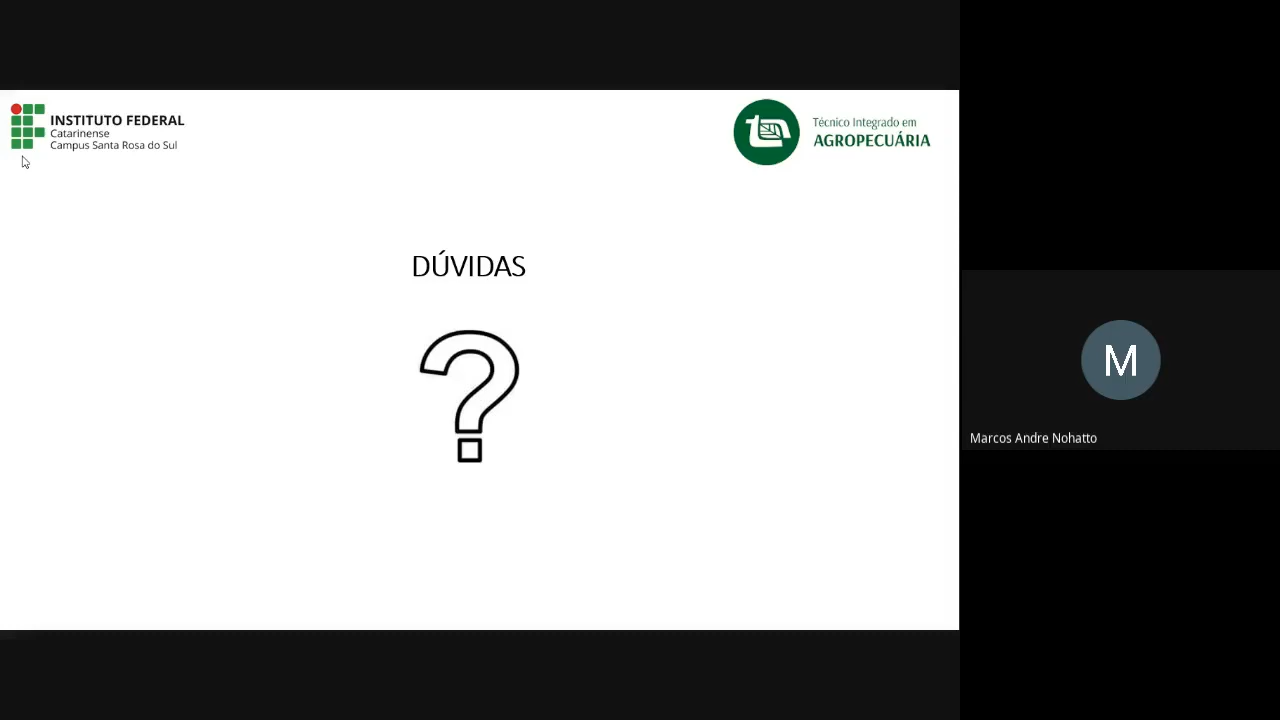 INSTITUTO FEDERAL
Catarinense
Campus Santa Rosa do Sul
Técnico Integrado em
AGROPECUÁRIA
DÚVIDAS
?
M
Marcos Andre Nohatto